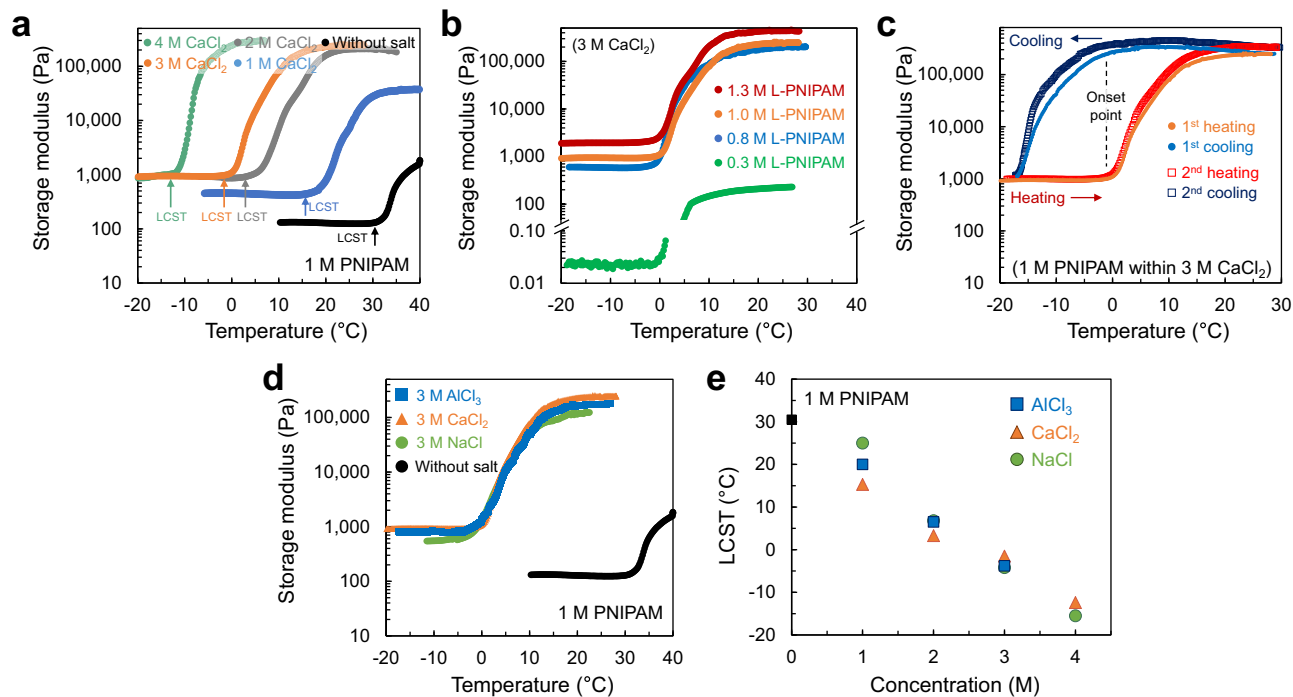 a
4 M CaCl₂
2 M CaCl₂
Without salt
3 M CaCl₂
1 M CaCl₂
100,000
10,000
1,000
100
10
Storage modulus (Pa)
LCST
LCST
LCST
LCST
LCST
1 M PNIPAM
-20 -10 0 10 20 30 40
Temperature (°C)
b
(3 M CaCl₂)
100,000
10,000
1,000
100
0.10
0.01
Storage modulus (Pa)
1.3 M L-PNIPAM
1.0 M L-PNIPAM
0.8 M L-PNIPAM
0.3 M L-PNIPAM
-20 -10 0 10 20 30 40
Temperature (°C)
c
Cooling
100,000
10,000
1,000
100
10
Storage modulus (Pa)
Onset
point
1st heating
1st cooling
2nd heating
2nd cooling
Heating
(1 M PNIPAM within 3 M CaCl₂)
-20 -10 0 10 20 30
Temperature (°C)
d
3 M AlCl₃
3 M CaCl₂
3 M NaCl
Without salt
100,000
10,000
1,000
100
10
Storage modulus (Pa)
1 M PNIPAM
-20 -10 0 10 20 30 40
Temperature (°C)
e
1 M PNIPAM
AlCl₃
CaCl₂
NaCl
40
30
20
10
0
-10
-20
LCST (°C)
0 1 2 3 4
Concentration (M)